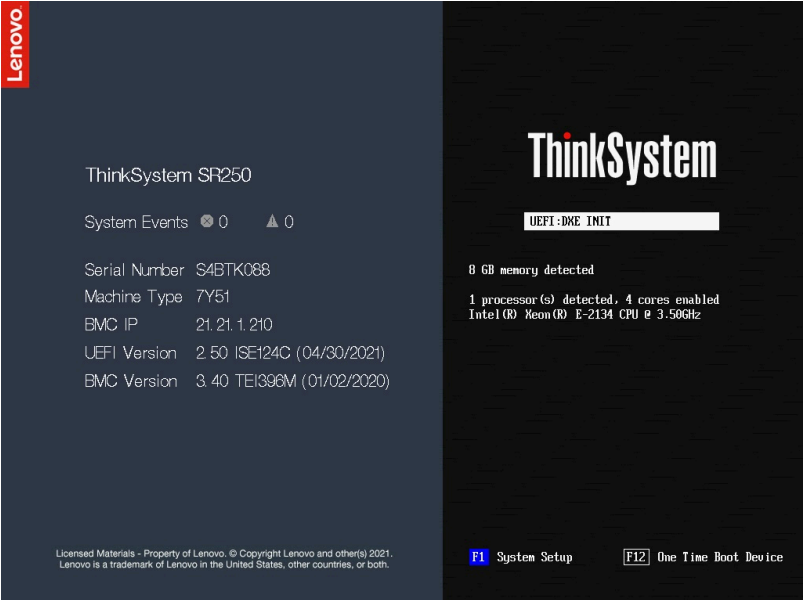 Lenovo.
ThinkSystem SR250
System Events 0 0
Serial Number S4BTK088
Machine Type 7Y51
BMC IP 21.21.1.210
UEFI Version 2.50 ISE124C (04/30/2021)
BMC Version 3.40 TEI396M (01/02/2020)
Licensed Materials - Property of Lenovo. © Copyright Lenovo and other(s) 2021.
Lenovo is a trademark of Lenovo in the United States, other countries, or both.
ThinkSystem
UEFI:DXE INIT
8 GB memory detected
1 processor(s) detected, 4 cores enabled
Intel(R) Xeon(R) E-2134 CPU @ 3.50GHz
F1 System Setup
F12 One Time Boot Device